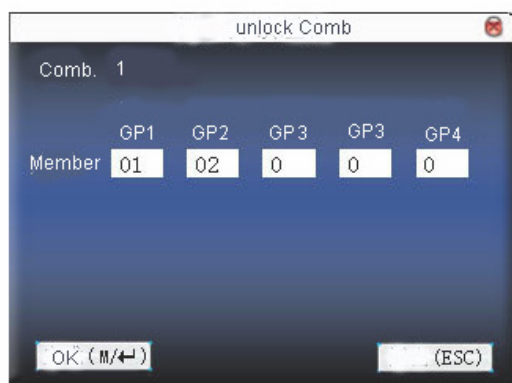 unlock Comb
Comb. 1
GP1 GP2 GP3 GP3 GP4
Member 01 02 0 0 0
OK (M/↵) (ESC)